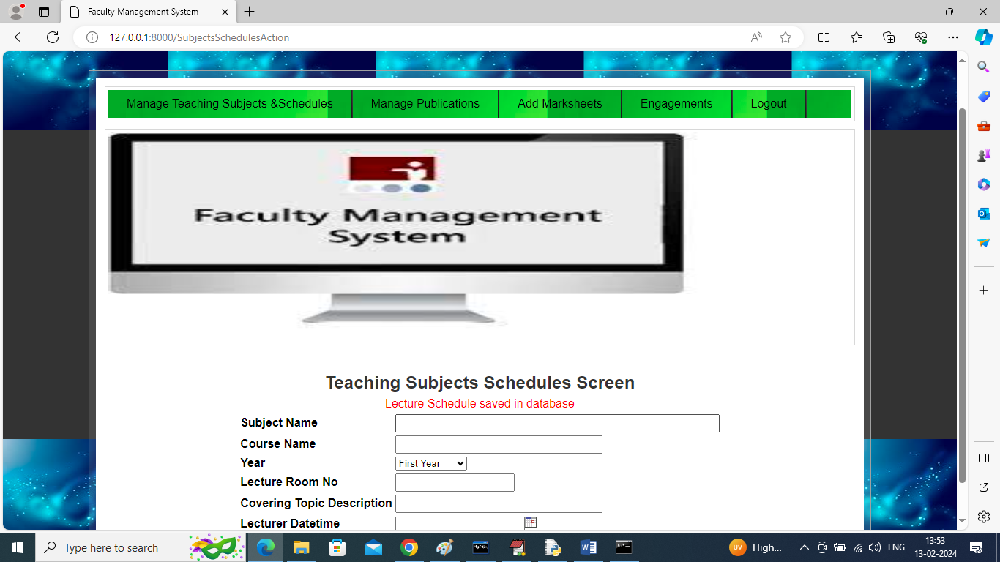 Faculty Management System
127.0.0.1:8000/SubjectsSchedulesAction
Manage Teaching Subjects &Schedules Manage Publications Add Marksheets Engagements Logout
Faculty Management
System
Teaching Subjects Schedules Screen
Lecture Schedule saved in database
Subject Name
Course Name
Year First Year
Lecture Room No
Covering Topic Description
Lecturer Datetime
Type here to search UV High... ENG 13:53
13-02-2024